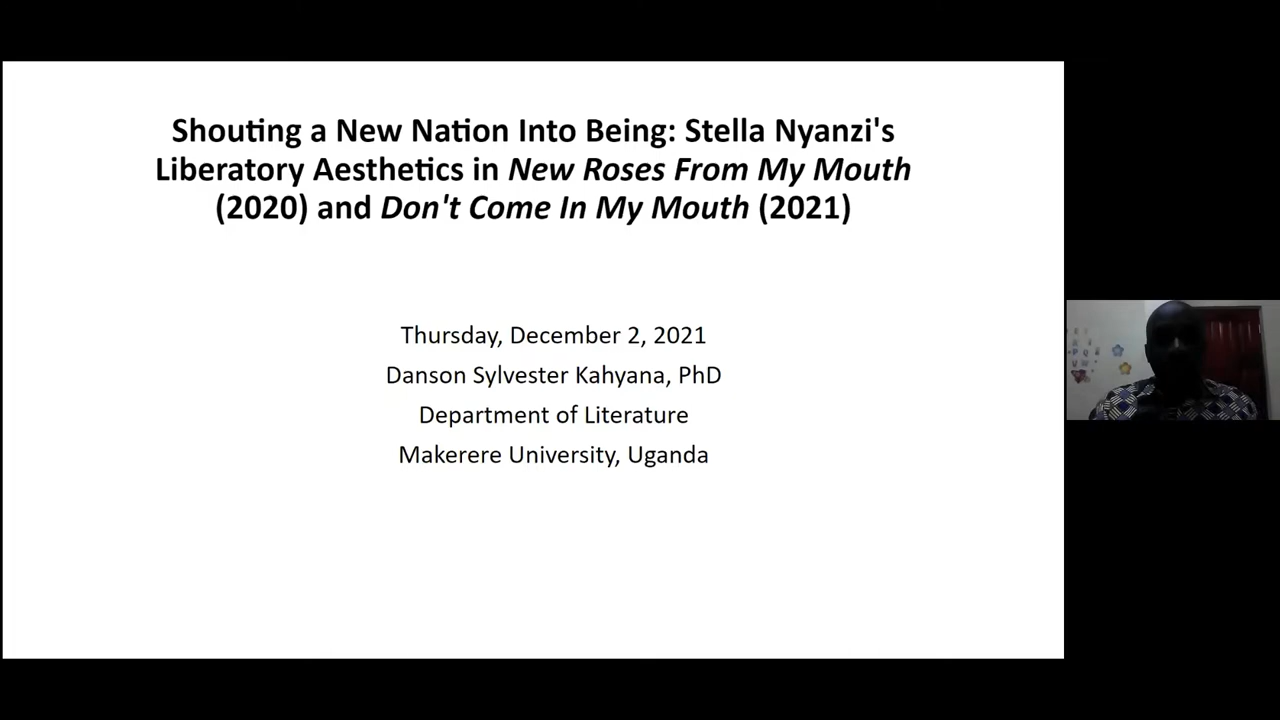 Shouting a New Nation Into Being: Stella Nyanzi's
Liberatory Aesthetics in New Roses From My Mouth
(2020) and Don't Come In My Mouth (2021)
Thursday, December 2, 2021
Danson Sylvester Kahyana, PhD
Department of Literature
Makerere University, Uganda